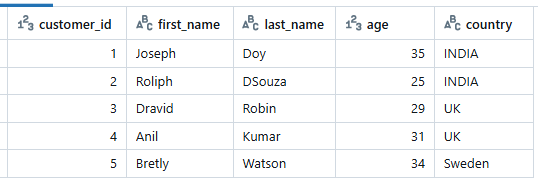 123 customer_id ABC first_name ABC last_name 123 age ABC country
1 Joseph Doy 35 INDIA
2 Roliph DSouza 25 INDIA
3 Dravid Robin 29 UK
4 Anil Kumar 31 UK
5 Bretly Watson 34 Sweden